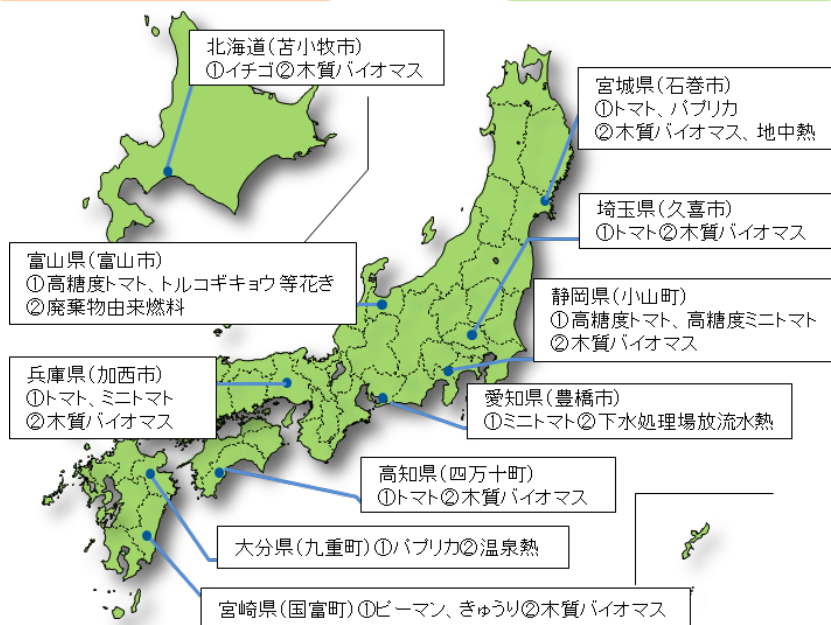 北海道(苫小牧市)
①イチゴ②木質バイオマス
宮城県(石巻市)
①トマト、パプリカ
②木質バイオマス、地中熱
埼玉県(久喜市)
①トマト②木質バイオマス
富山県(富山市)
①高糖度トマト、トルコギキョウ等花き
②廃棄物由来燃料
静岡県(小山町)
①高糖度トマト、高糖度ミニトマト
②木質バイオマス
兵庫県(加西市)
①トマト、ミニトマト
②木質バイオマス
愛知県(豊橋市)
①ミニトマト②下水処理場放流水熱
高知県(四万十町)
①トマト②木質バイオマス
大分県(九重町)①パプリカ②温泉熱
宮崎県(国富町)①ピーマン、きゅうり②木質バイオマス